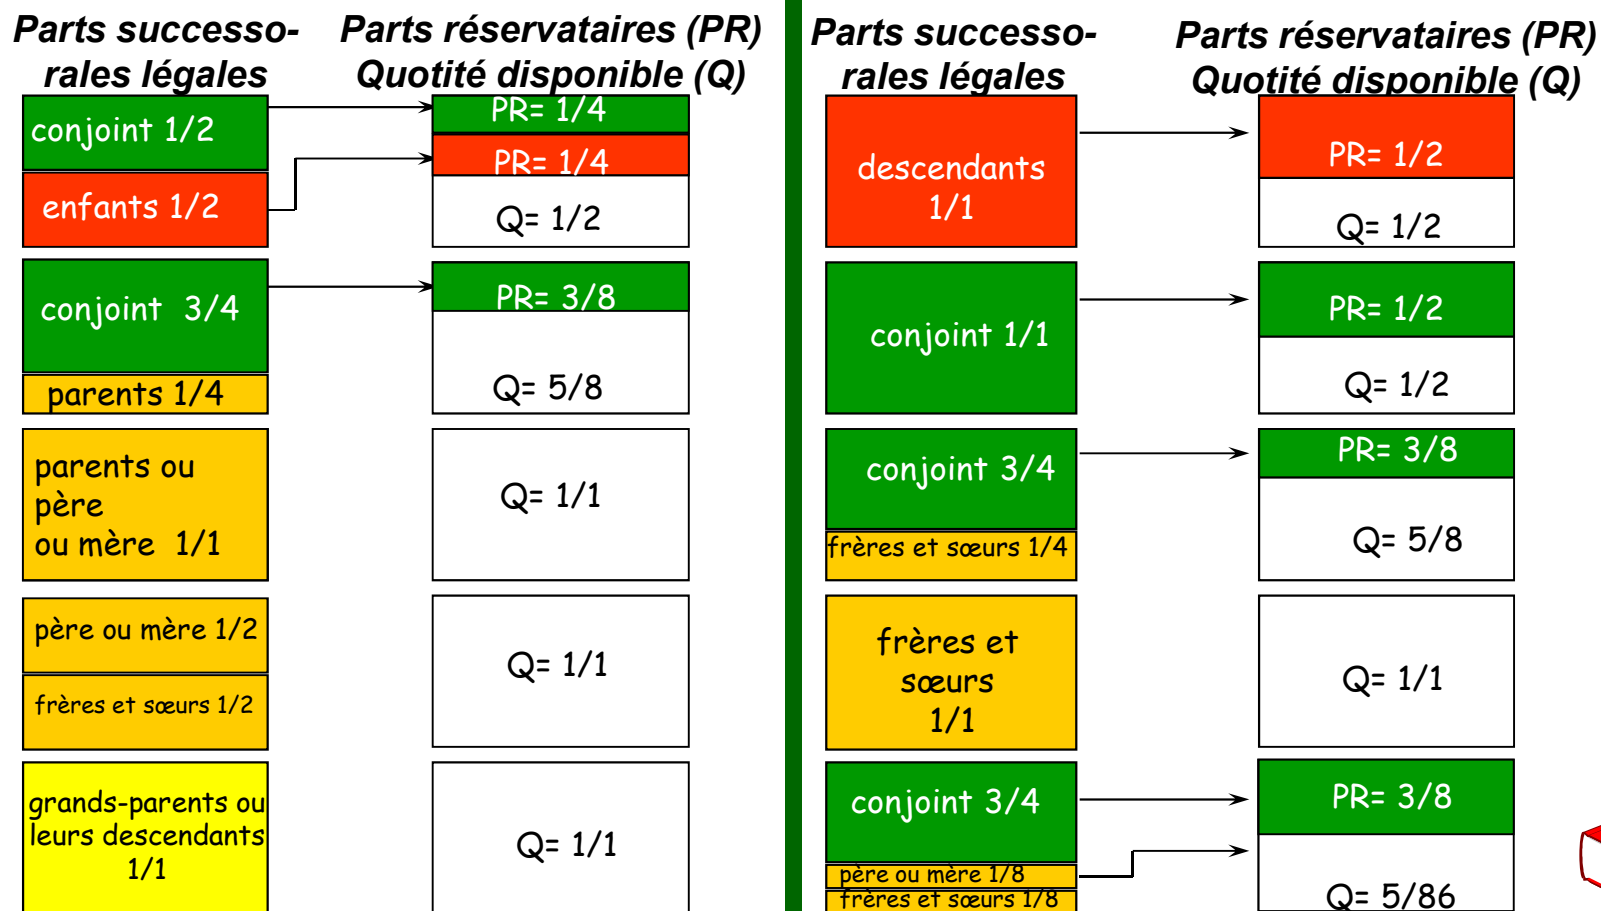 Parts successo-
rales légales
Parts réservataires (PR)
Quotité disponible (Q)
conjoint 1/2
PR= 1/4
enfants 1/2
PR= 1/4
Q= 1/2
conjoint 3/4
PR= 3/8
parents 1/4
Q= 5/8
parents ou
père
ou mère 1/1
Q= 1/1
père ou mère 1/2
frères et sœurs 1/2
Q= 1/1
grands-parents ou
leurs descendants
1/1
Q= 1/1
Parts successo-
rales légales
Parts réservataires (PR)
Quotité disponible (Q)
descendants
1/1
PR= 1/2
Q= 1/2
conjoint 1/1
PR= 1/2
Q= 1/2
conjoint 3/4
PR= 3/8
frères et sœurs 1/4
Q= 5/8
frères et
sœurs
1/1
Q= 1/1
conjoint 3/4
PR= 3/8
père ou mère 1/8
frères et sœurs 1/8
Q= 5/86